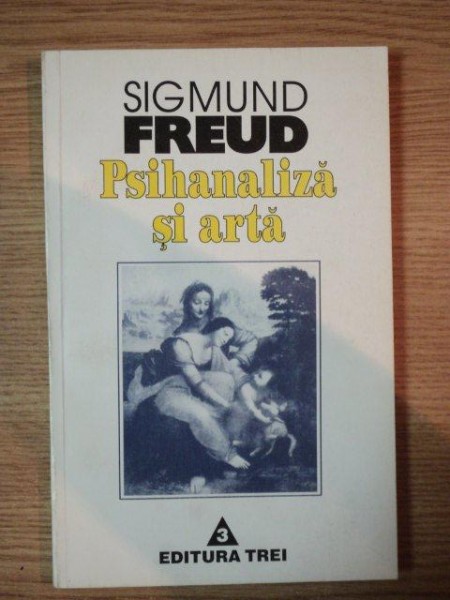 SIGMUND
FREUD
Psihanaliză
și artă
3
EDITURA TREI